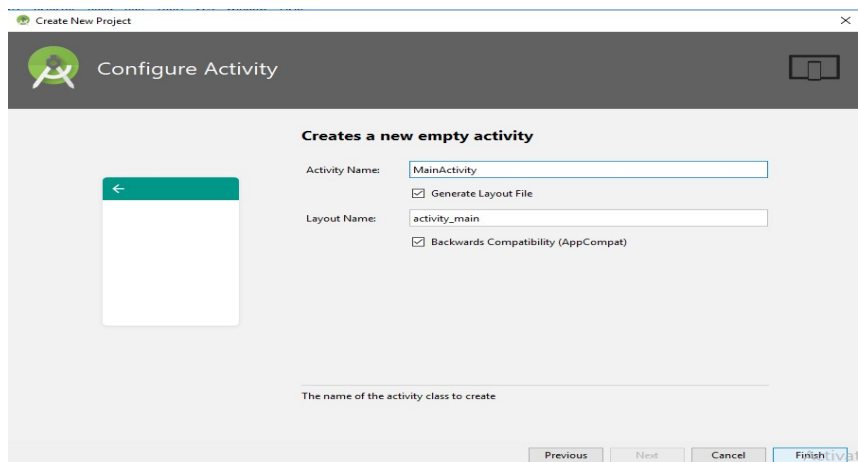 Create New Project
Configure Activity
Creates a new empty activity
Activity Name: MainActivity
Generate Layout File
Layout Name: activity_main
Backwards Compatibility (AppCompat)
The name of the activity class to create
Previous Next Cancel Finish